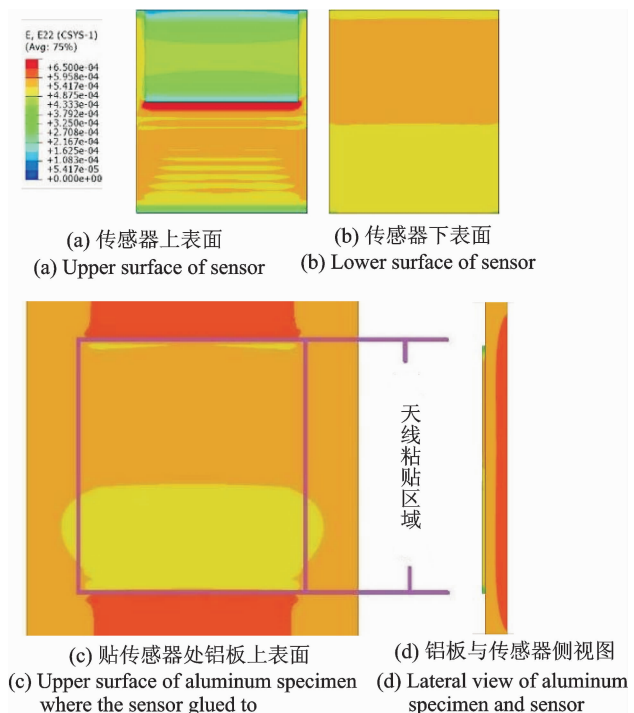 E, E22 (CSYS-1)
(Avg: 75%)
+6.500e-04
+5.958e-04
+5.417e-04
+4.875e-04
+4.333e-04
+3.792e-04
+3.250e-04
+2.708e-04
+2.167e-04
+1.625e-04
+1.083e-04
+5.417e-05
+0.000e+00
(a) 传感器上表面
(a) Upper surface of sensor
(b) 传感器下表面
(b) Lower surface of sensor
天线粘贴区域
(c) 贴传感器处铝板上表面
(c) Upper surface of aluminum specimen
where the sensor glued to
(d) 铝板与传感器侧视图
(d) Lateral view of aluminum
specimen and sensor